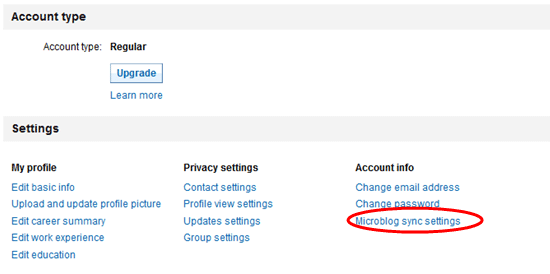 Account type
Account type: Regular
Upgrade
Learn more
Settings
My profile
Edit basic info
Upload and update profile picture
Edit career summary
Edit work experience
Edit education
Privacy settings
Contact settings
Profile view settings
Updates settings
Group settings
Account info
Change email address
Change password
Microblog sync settings